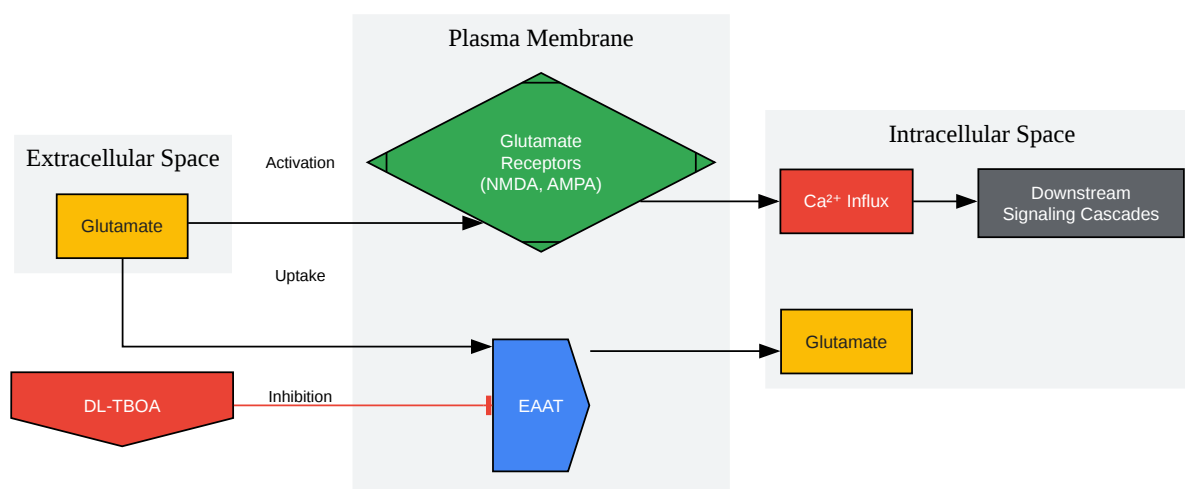 Plasma Membrane
Extracellular Space
Glutamate
Activation
Glutamate
Receptors
(NMDA, AMPA)
Intracellular Space
Ca²⁺ Influx
Downstream
Signaling Cascades
Uptake
Glutamate
DL-TBOA
Inhibition
EAAT